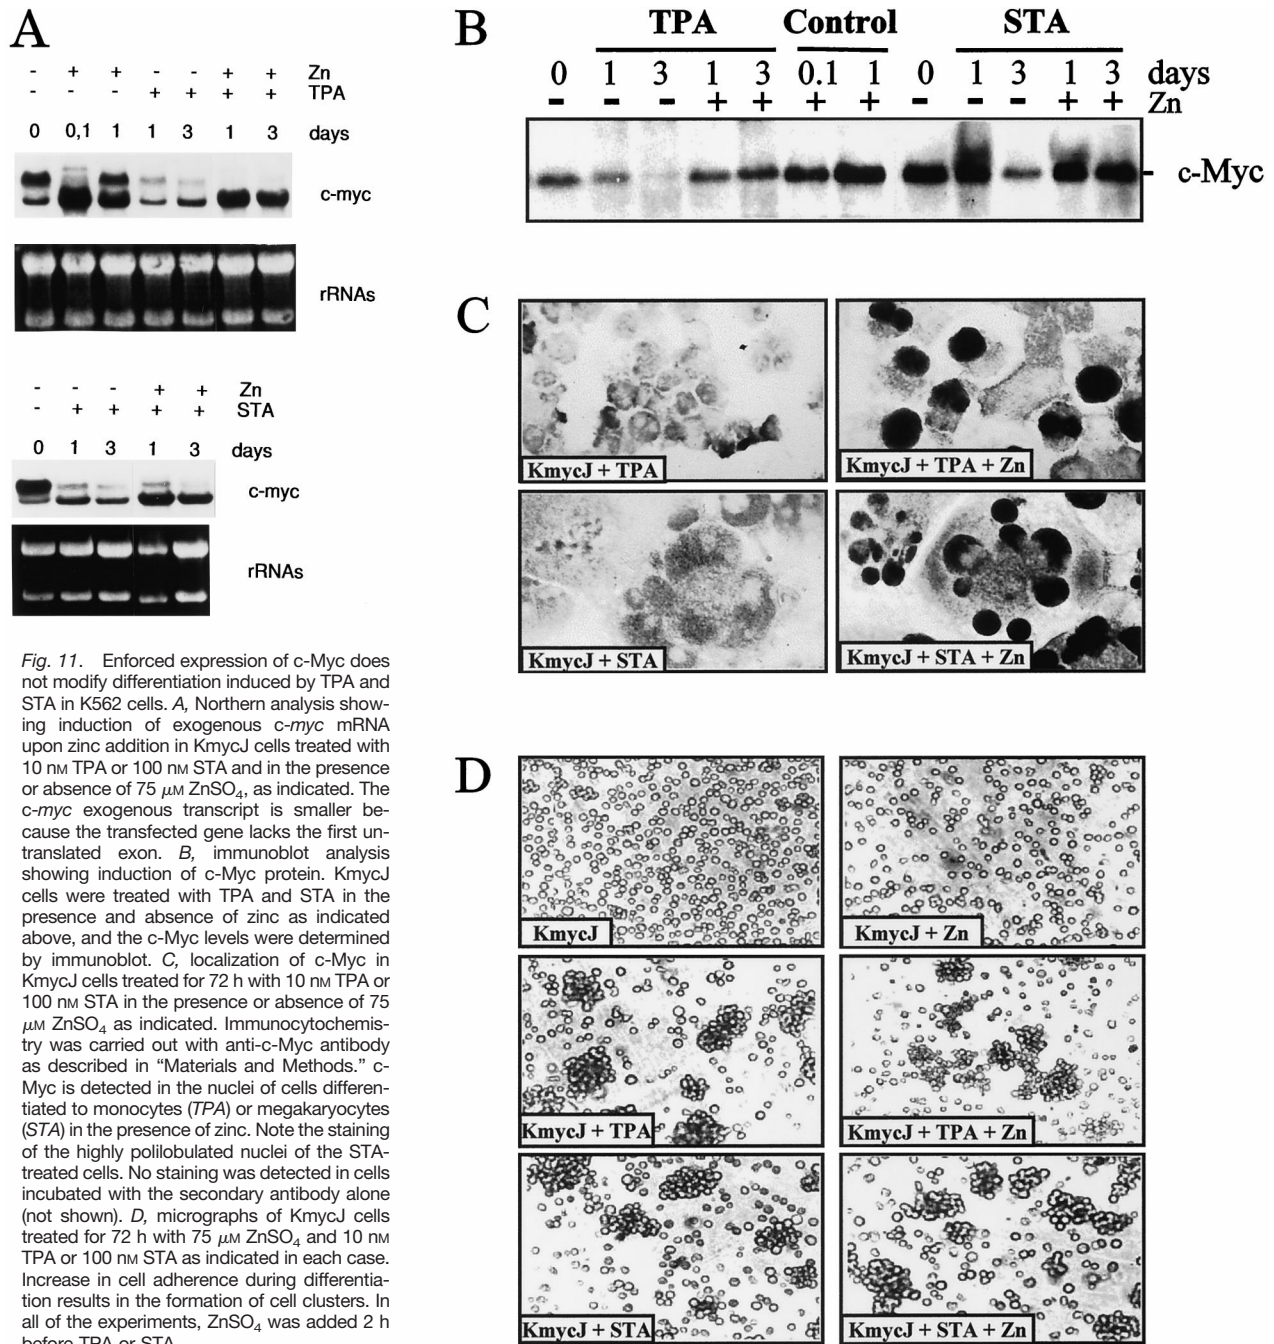 A
- + + - - + + Zn
- - - + + + + TPA
0 0,1 1 1 3 1 3 days
c-myc
rRNAs
- - - + + Zn
- + + + + STA
0 1 3 1 3 days
c-myc
rRNAs
B
TPA Control STA
0 1 3 1 3 0.1 1 0 1 3 1 3 days
- - - + + + + - - - + + Zn
- c-Myc
C
KmycJ + TPA
KmycJ + TPA + Zn
KmycJ + STA
KmycJ + STA + Zn
D
KmycJ
KmycJ + Zn
KmycJ + TPA
KmycJ + TPA + Zn
KmycJ + STA
KmycJ + STA + Zn
Fig. 11. Enforced expression of c-Myc does
not modify differentiation induced by TPA and
STA in K562 cells. A, Northern analysis show-
ing induction of exogenous c-myc mRNA
upon zinc addition in KmycJ cells treated with
10 nM TPA or 100 nM STA and in the presence
or absence of 75 μM ZnSO₄, as indicated. The
c-myc exogenous transcript is smaller be-
cause the transfected gene lacks the first un-
translated exon. B, immunoblot analysis
showing induction of c-Myc protein. KmycJ
cells were treated with TPA and STA in the
presence and absence of zinc as indicated
above, and the c-Myc levels were determined
by immunoblot. C, localization of c-Myc in
KmycJ cells treated for 72 h with 10 nM TPA or
100 nM STA in the presence or absence of 75
μM ZnSO₄ as indicated. Immunocytochemis-
try was carried out with anti-c-Myc antibody
as described in “Materials and Methods.” c-
Myc is detected in the nuclei of cells differen-
tiated to monocytes (TPA) or megakaryocytes
(STA) in the presence of zinc. Note the staining
of the highly polilobulated nuclei of the STA-
treated cells. No staining was detected in cells
incubated with the secondary antibody alone
(not shown). D, micrographs of KmycJ cells
treated for 72 h with 75 μM ZnSO₄ and 10 nM
TPA or 100 nM STA as indicated in each case.
Increase in cell adherence during differentia-
tion results in the formation of cell clusters. In
all of the experiments, ZnSO₄ was added 2 h
before TPA or STA